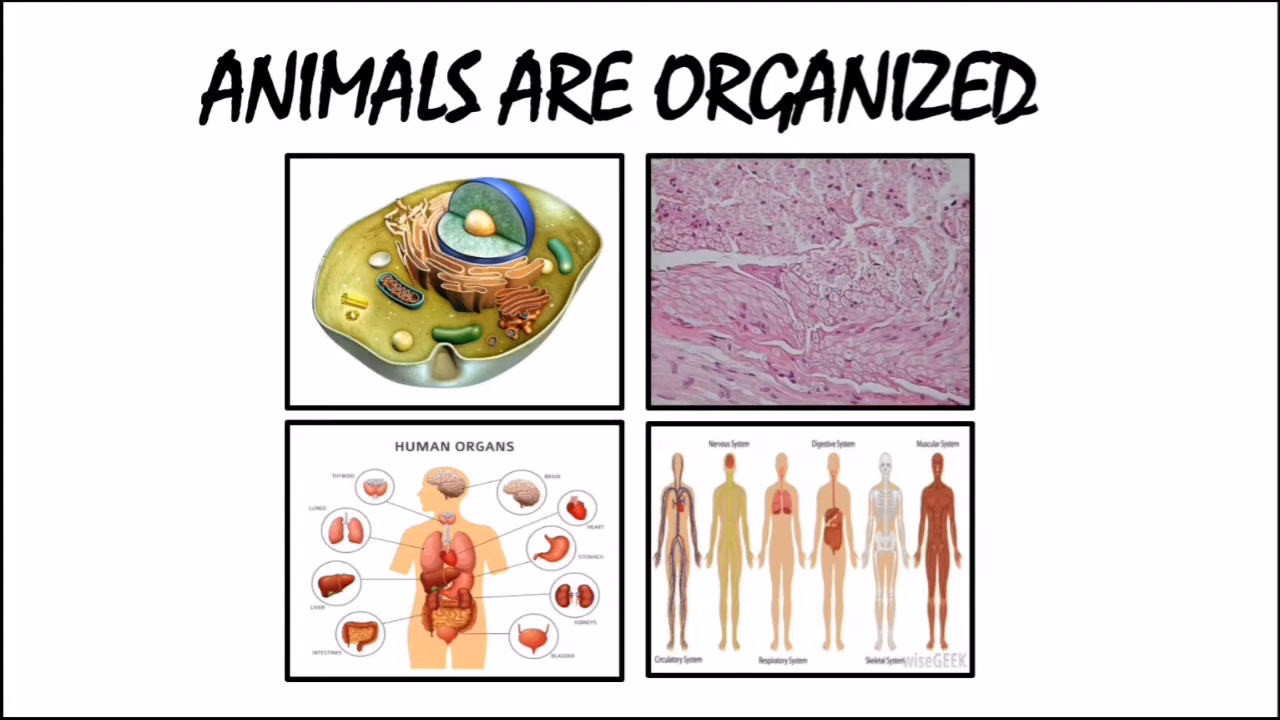 ANIMALS ARE ORGANIZED
HUMAN ORGANS
THYROID
BRAIN
LUNGS
HEART
STOMACH
LIVER
KIDNEYS
INTESTINES
BLADDER
Nervous System
Digestive System
Muscular System
Circulatory System
Respiratory System
Skeletal System
wiseGEEK